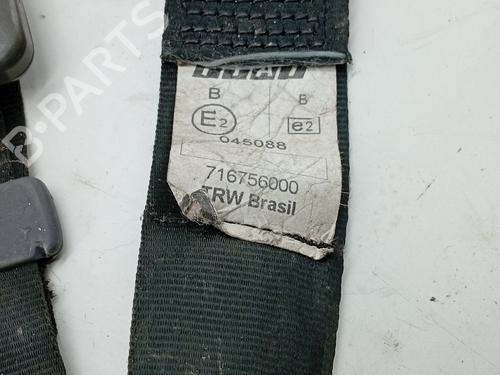 B B
E2 e2
045088
716756000
TRW Brasil
B-PARTS